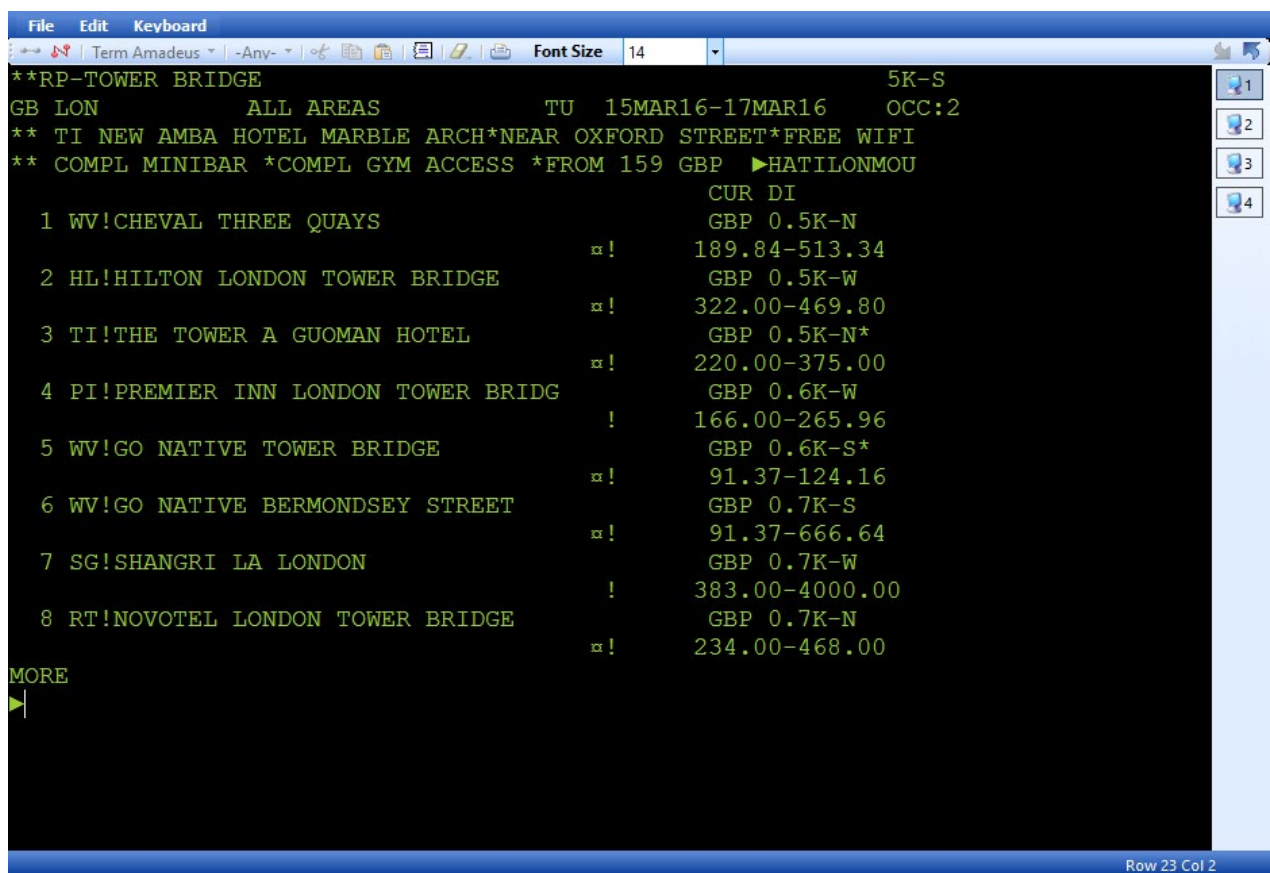 File Edit Keyboard
Term Amadeus -Any- Font Size 14
**RP-TOWER BRIDGE 5K-S
GB LON ALL AREAS TU 15MAR16-17MAR16 OCC:2
** TI NEW AMBA HOTEL MARBLE ARCH*NEAR OXFORD STREET*FREE WIFI
** COMPL MINIBAR *COMPL GYM ACCESS *FROM 159 GBP ►HATILONMOU
CUR DI
1 WV!CHEVAL THREE QUAYS GBP 0.5K-N
¤! 189.84-513.34
2 HL!HILTON LONDON TOWER BRIDGE GBP 0.5K-W
¤! 322.00-469.80
3 TI!THE TOWER A GUOMAN HOTEL GBP 0.5K-N*
¤! 220.00-375.00
4 PI!PREMIER INN LONDON TOWER BRIDG GBP 0.6K-W
! 166.00-265.96
5 WV!GO NATIVE TOWER BRIDGE GBP 0.6K-S*
¤! 91.37-124.16
6 WV!GO NATIVE BERMONDSEY STREET GBP 0.7K-S
¤! 91.37-666.64
7 SG!SHANGRI LA LONDON GBP 0.7K-W
! 383.00-4000.00
8 RT!NOVOTEL LONDON TOWER BRIDGE GBP 0.7K-N
¤! 234.00-468.00
MORE
►
1
2
3
4
Row 23 Col 2